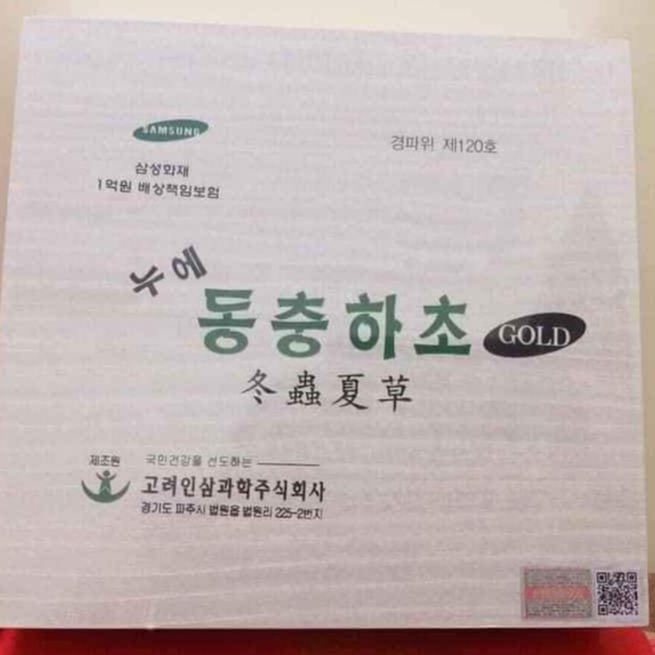 SAMSUNG
삼성화재
1억원 배상책임보험
경파위 제120호
누에
동충하초 GOLD
冬蟲夏草
제조원
국민건강을 선도하는
고려인삼과학주식회사
경기도 파주시 법원읍 법원리 225-2번지